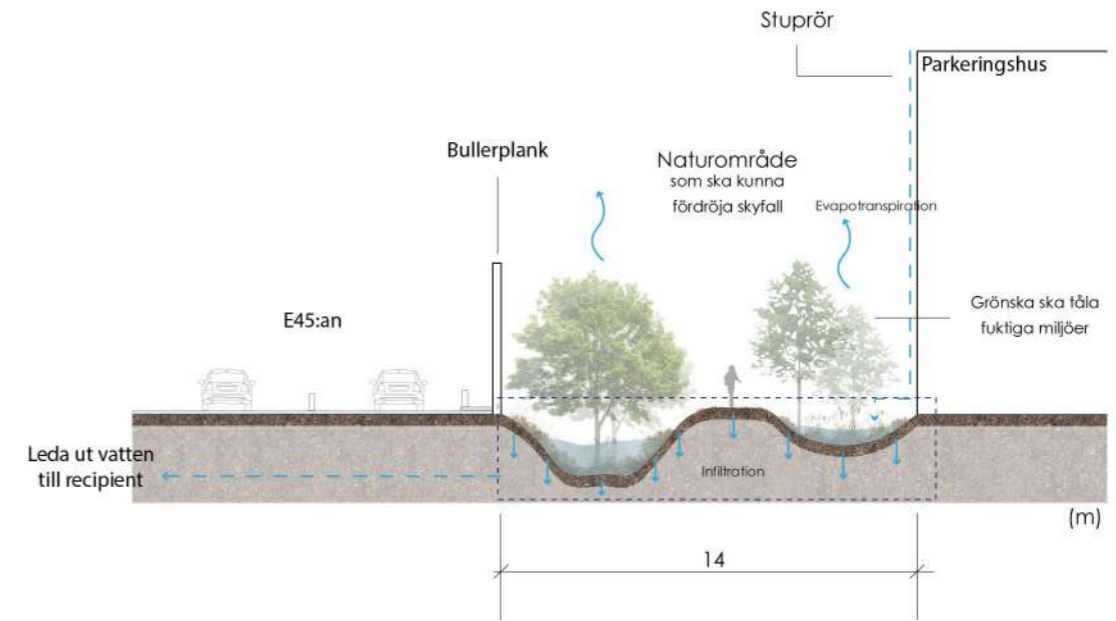 Stuprör
Parkeringshus
Bullerplank
Naturområde
som ska kunna
fördröja skyfall
Evapotranspiration
E45:an
Grönska ska tåla
fuktiga miljöer
Leda ut vatten
till recipient
Infiltration
(m)
14